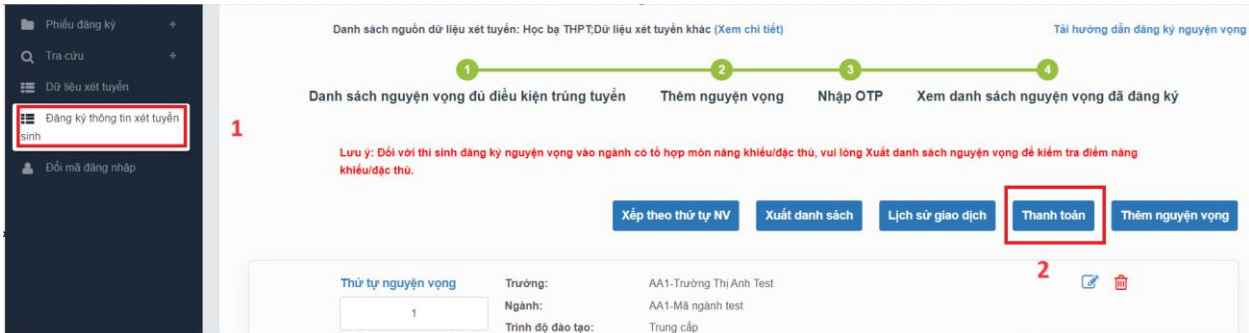 Phiếu đăng ký +
Tra cứu +
Dữ liệu xét tuyển
Đăng ký thông tin xét tuyển
sinh
Đổi mã đăng nhập
1
Danh sách nguồn dữ liệu xét tuyển: Học bạ THPT;Dữ liệu xét tuyển khác (Xem chi tiết)
Tải hướng dẫn đăng ký nguyện vọng
1 2 3 4
Danh sách nguyện vọng đủ điều kiện trúng tuyển Thêm nguyện vọng Nhập OTP Xem danh sách nguyện vọng đã đăng ký
Lưu ý: Đối với thí sinh đăng ký nguyện vọng vào ngành có tổ hợp môn năng khiếu/đặc thù, vui lòng Xuất danh sách nguyện vọng để kiểm tra điểm năng
khiếu/đặc thù.
Xếp theo thứ tự NV Xuất danh sách Lịch sử giao dịch Thanh toán Thêm nguyện vọng
2
Thứ tự nguyện vọng Trường: AA1-Trường Thị Anh Test
1 Ngành: AA1-Mã ngành test
Trình độ đào tạo: Trung cấp